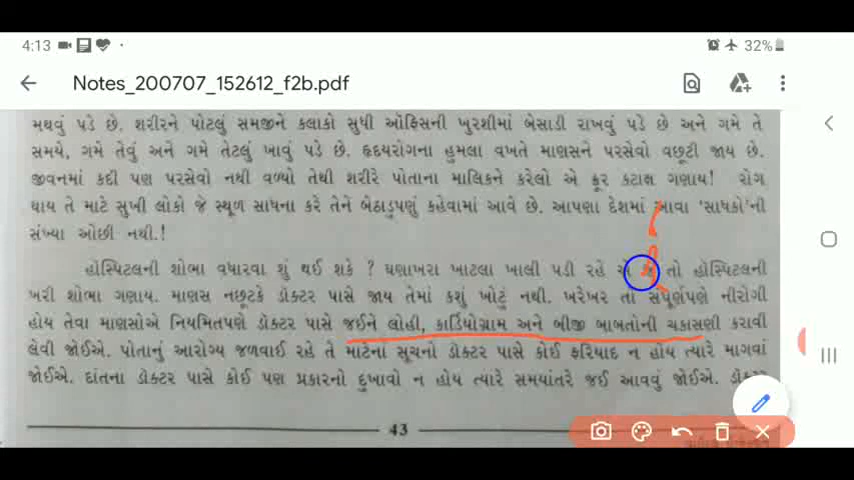 4:13
32%
Notes_200707_152612_f2b.pdf
મથવું પડે છે. શરીરને પોટલું સમજીને કલાકો સુધી ઑફિસની ખુરશીમાં બેસાડી રાખવું પડે છે અને ગમે તે
સમયે, ગમે તેવું અને ગમે તેટલું ખાવું પડે છે. હૃદયરોગના હુમલા વખતે માણસને પરસેવો વછૂટી જાય છે.
જીવનમાં કદી પણ પરસેવો નથી વળ્યો તેથી શરીરે પોતાના માલિકને કરેલો એ ક્રૂર કટાક્ષ ગણાય! રોગ
થાય તે માટે સુખી લોકો જે સ્થૂળ સાધના કરે તેને બેઠાડુપણું કહેવામાં આવે છે. આપણા દેશમાં આવા ‘સાધકો’ની
સંખ્યા ઓછી નથી.!
હૉસ્પિટલની શોભા વધારવા શું થઈ શકે ? ઘણાખરા ખાટલા ખાલી પડી રહે એ જ તો હૉસ્પિટલની
ખરી શોભા ગણાય. માણસ નછૂટકે ડૉક્ટર પાસે જાય તેમાં કશું ખોટું નથી. ખરેખર તો સંપૂર્ણપણે નીરોગી
હોય તેવા માણસોએ નિયમિતપણે ડૉક્ટર પાસે જઈને લોહી, કાર્ડિયોગ્રામ અને બીજી બાબતોની ચકાસણી કરાવી
લેવી જોઈએ. પોતાનું આરોગ્ય જળવાઈ રહે તે માટેના સૂચનો ડૉક્ટર પાસે કોઈ ફરિયાદ ન હોય ત્યારે માગવાં
જોઈએ. દાંતના ડૉક્ટર પાસે કોઈ પણ પ્રકારનો દુખાવો ન હોય ત્યારે સમયાંતરે જઈ આવવું જોઈએ. ડૉક્ટર
43